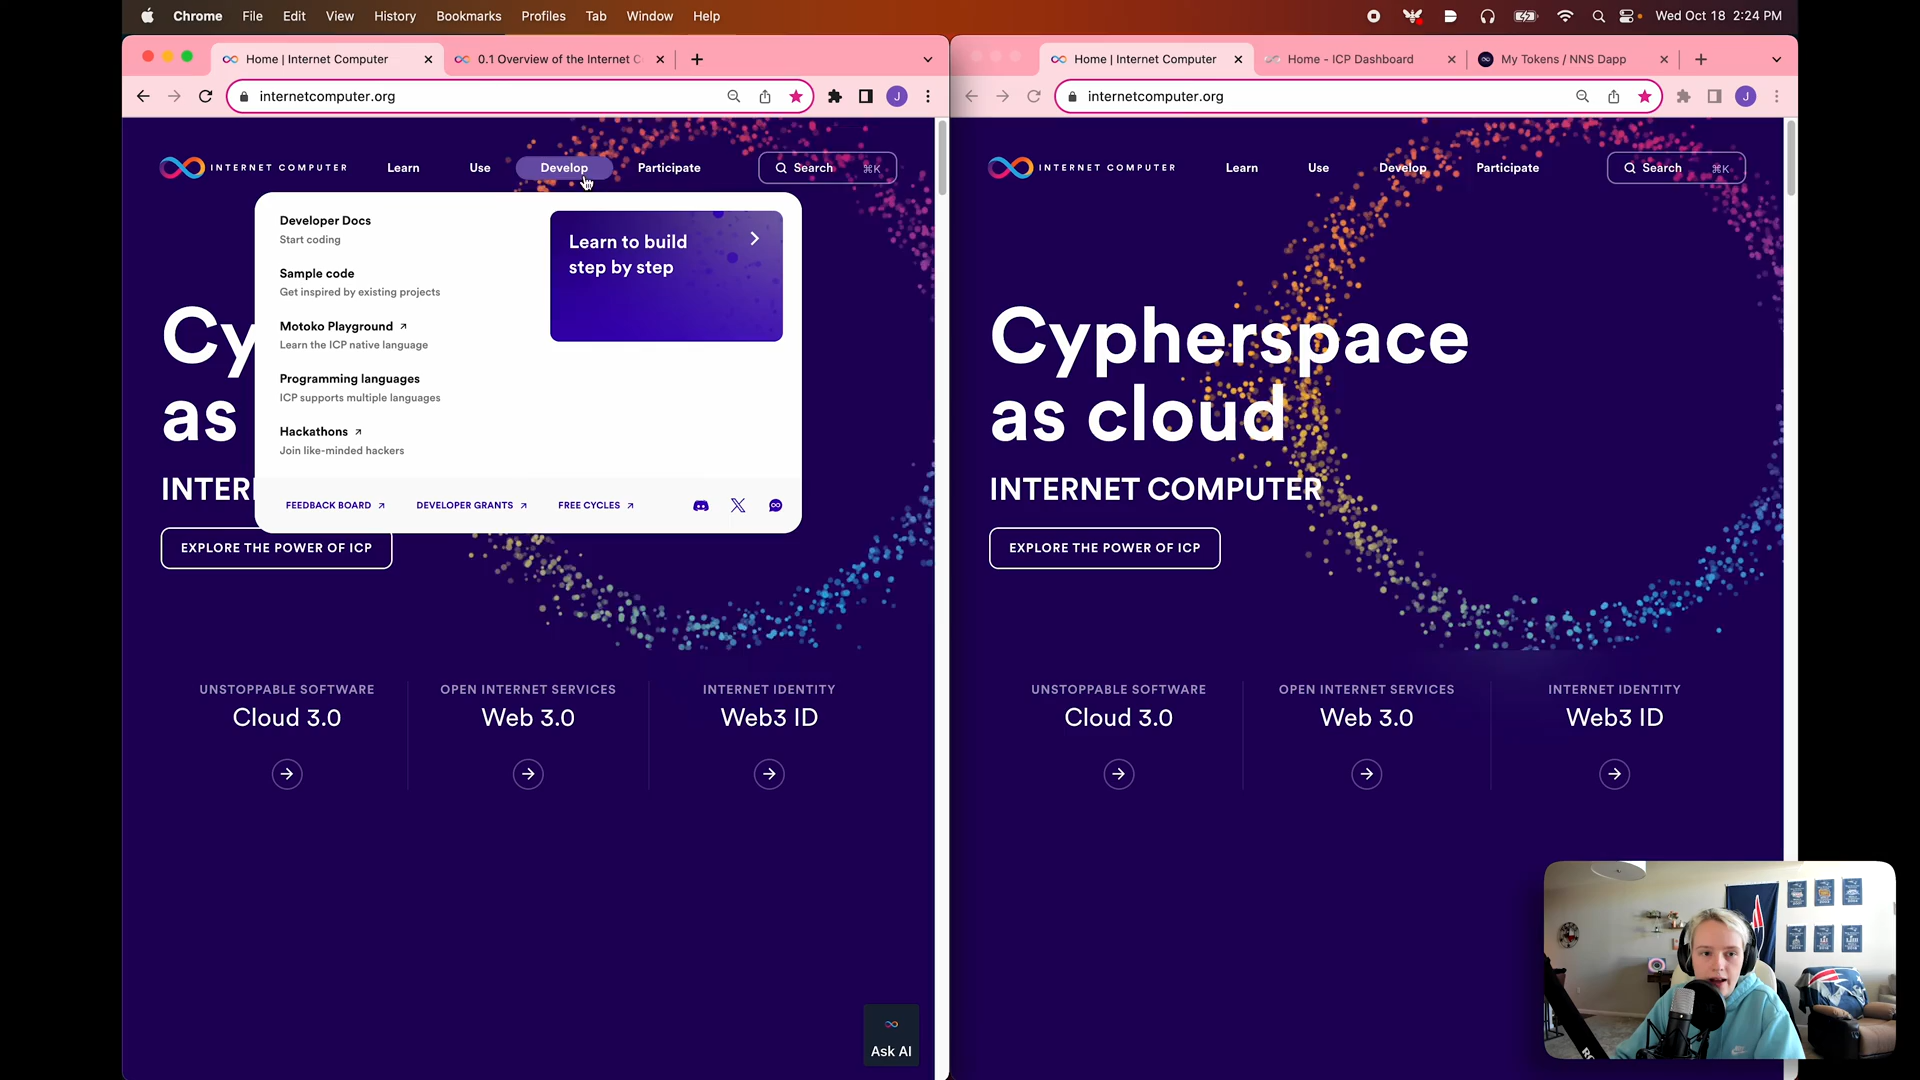 Chrome File Edit View History Bookmarks Profiles Tab Window Help
Wed Oct 18 2:24 PM
Home | Internet Computer
0.1 Overview of the Internet C
internetcomputer.org
J
INTERNET COMPUTER
Learn
Use
Develop
Participate
Search ⌘K
Developer Docs
Start coding
Sample code
Get inspired by existing projects
Motoko Playground ↗
Learn the ICP native language
Programming languages
ICP supports multiple languages
Hackathons ↗
Join like-minded hackers
Learn to build
step by step
FEEDBACK BOARD ↗
DEVELOPER GRANTS ↗
FREE CYCLES ↗
Cy
as
INTER
EXPLORE THE POWER OF ICP
UNSTOPPABLE SOFTWARE
Cloud 3.0
OPEN INTERNET SERVICES
Web 3.0
INTERNET IDENTITY
Web3 ID
Ask AI
Home | Internet Computer
Home - ICP Dashboard
My Tokens / NNS Dapp
internetcomputer.org
J
INTERNET COMPUTER
Learn
Use
Develop
Participate
Search ⌘K
Cypherspace
as cloud
INTERNET COMPUTER
EXPLORE THE POWER OF ICP
UNSTOPPABLE SOFTWARE
Cloud 3.0
OPEN INTERNET SERVICES
Web 3.0
INTERNET IDENTITY
Web3 ID